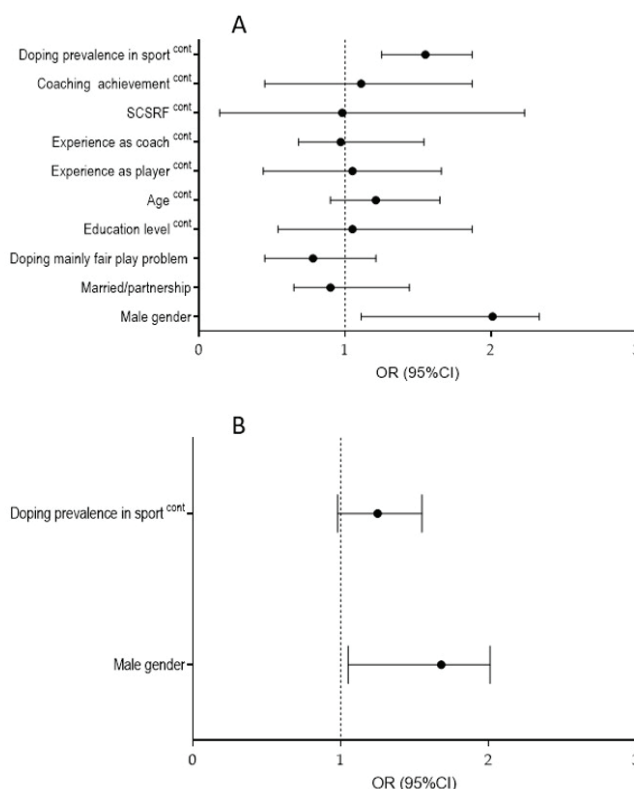 A
Doping prevalence in sport cont
Coaching achievement cont
SCSRF cont
Experience as coach cont
Experience as player cont
Age cont
Education level cont
Doping mainly fair play problem
Married/partnership
Male gender
0 1 2 3
OR (95%CI)
B
Doping prevalence in sport cont
Male gender
0 1 2 3
OR (95%CI)